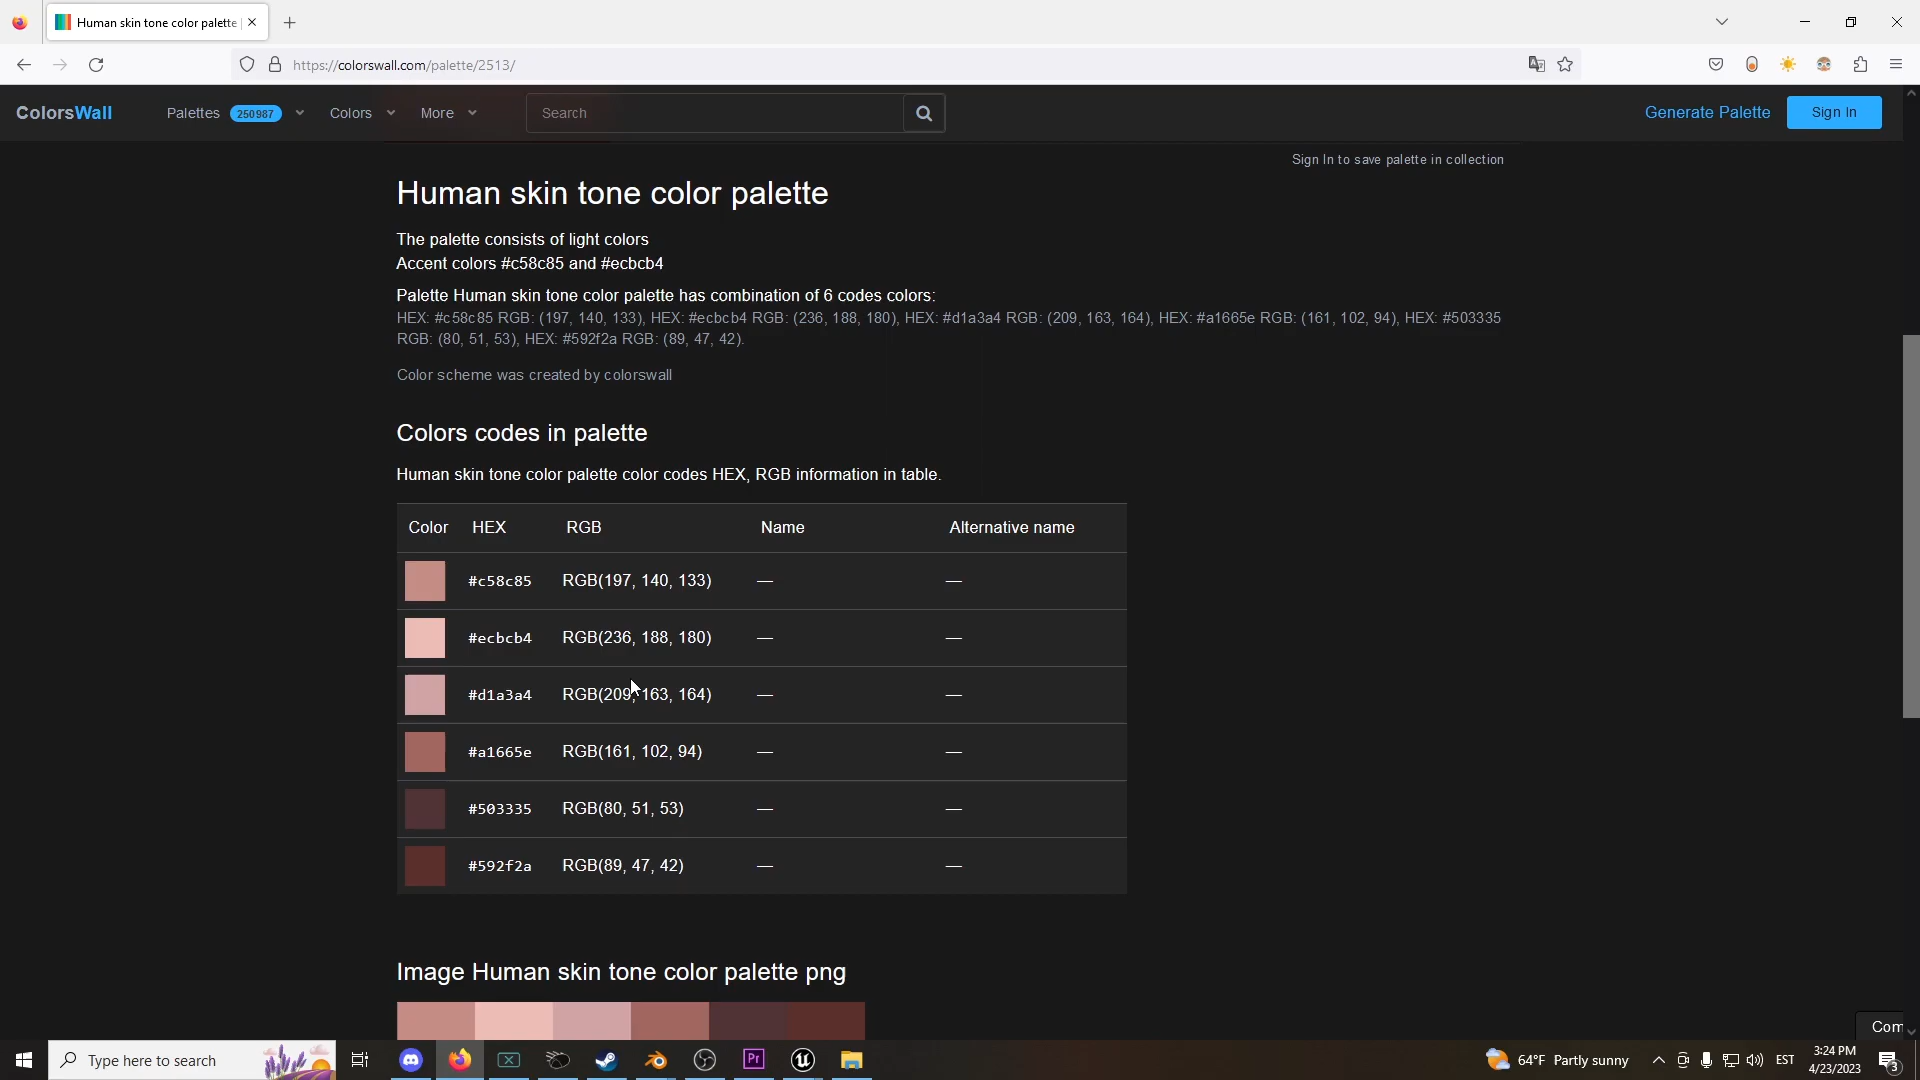 Human skin tone color palette |
https://colorswall.com/palette/2513/
ColorsWall
Palettes 250987
Colors
More
Search
Generate Palette
Sign In
Sign In to save palette in collection
Human skin tone color palette
The palette consists of light colors
Accent colors #c58c85 and #ecbcb4
Palette Human skin tone color palette has combination of 6 codes colors:
HEX: #c58c85 RGB: (197, 140, 133), HEX: #ecbcb4 RGB: (236, 188, 180), HEX: #d1a3a4 RGB: (209, 163, 164), HEX: #a1665e RGB: (161, 102, 94), HEX: #503335
RGB: (80, 51, 53), HEX: #592f2a RGB: (89, 47, 42).
Color scheme was created by colorswall
Colors codes in palette
Human skin tone color palette color codes HEX, RGB information in table.
Color HEX RGB Name Alternative name
#c58c85 RGB(197, 140, 133) — —
#ecbcb4 RGB(236, 188, 180) — —
#d1a3a4 RGB(209, 163, 164) — —
#a1665e RGB(161, 102, 94) — —
#503335 RGB(80, 51, 53) — —
#592f2a RGB(89, 47, 42) — —
Image Human skin tone color palette png
Com
Type here to search
Pr
64°F Partly sunny
EST
3:24 PM
4/23/2023
3